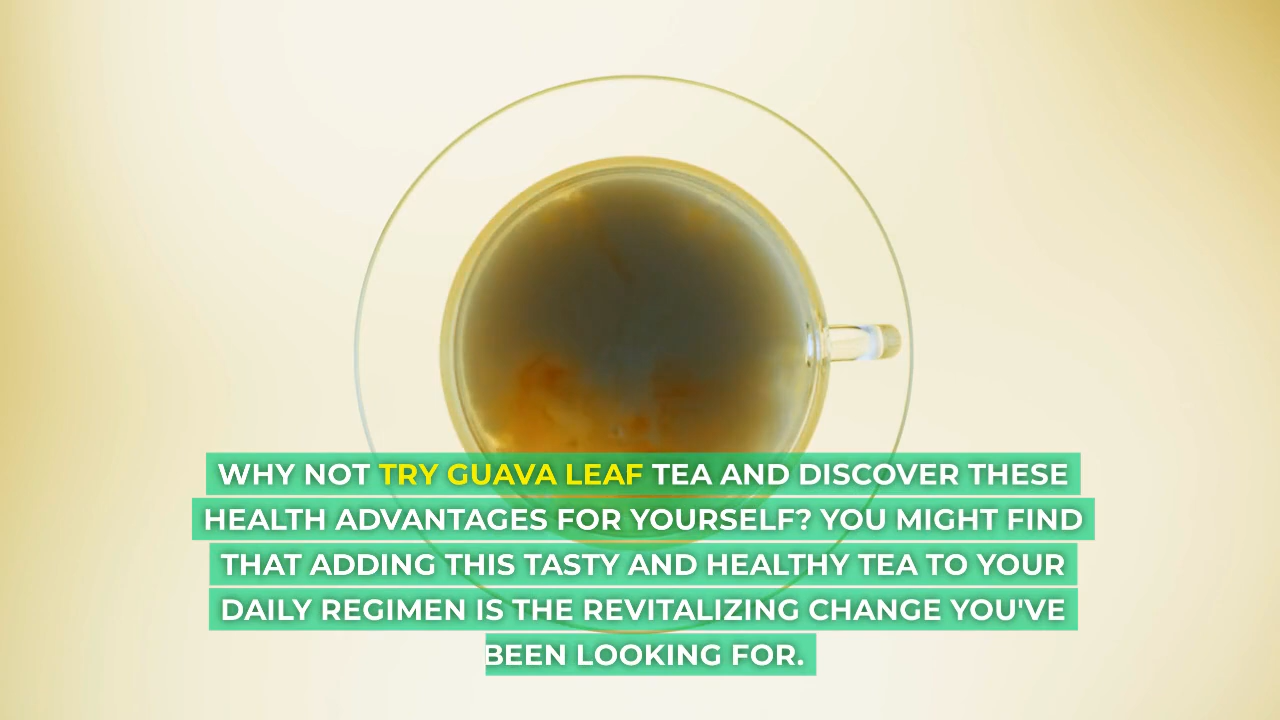 WHY NOT TRY GUAVA LEAF TEA AND DISCOVER THESE
HEALTH ADVANTAGES FOR YOURSELF? YOU MIGHT FIND
THAT ADDING THIS TASTY AND HEALTHY TEA TO YOUR
DAILY REGIMEN IS THE REVITALIZING CHANGE YOU'VE
BEEN LOOKING FOR.